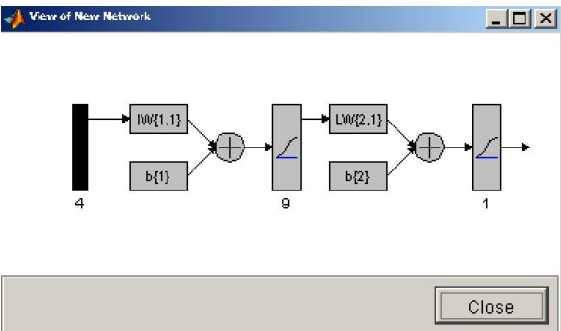 View of New Network
IW{1,1}
LW{2,1}
b{1}
b{2}
4
9
1
Close